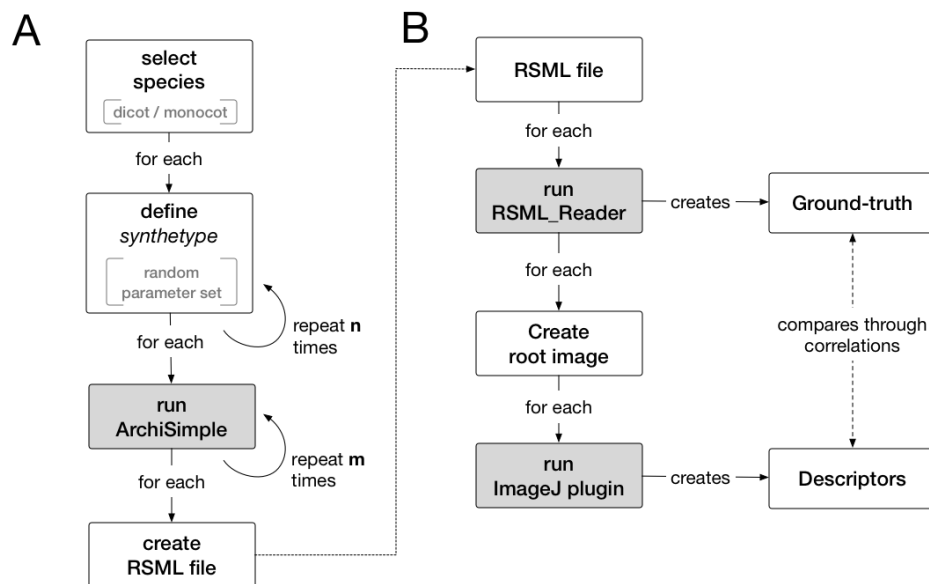 A
select
species
dicot / monocot
for each
define
synthetype
random
parameter set
repeat n
times
for each
run
ArchiSimple
repeat m
times
for each
create
RSML file
B
RSML file
for each
run
RSML_Reader
creates
Ground-truth
for each
Create
root image
compares through
correlations
for each
run
ImageJ plugin
creates
Descriptors